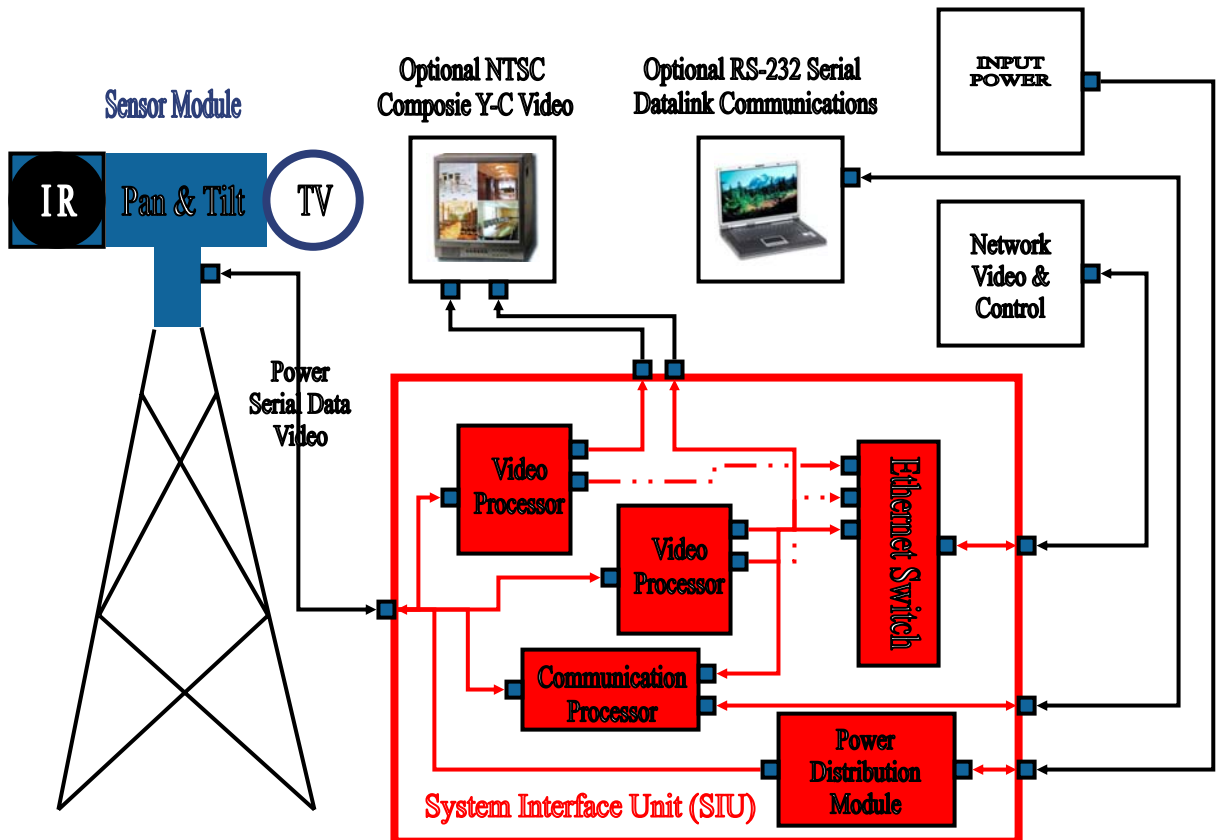 Optional NTSC
Composie Y-C Video
Optional RS-232 Serial
Datalink Communications
INPUT
POWER
Sensor Module
IR
Pan & Tilt
TV
Network
Video &
Control
Power
Serial Data
Video
Video
Processor
Video
Processor
Ethernet Switch
Communication
Processor
Power
Distribution
Module
System Interface Unit (SIU)